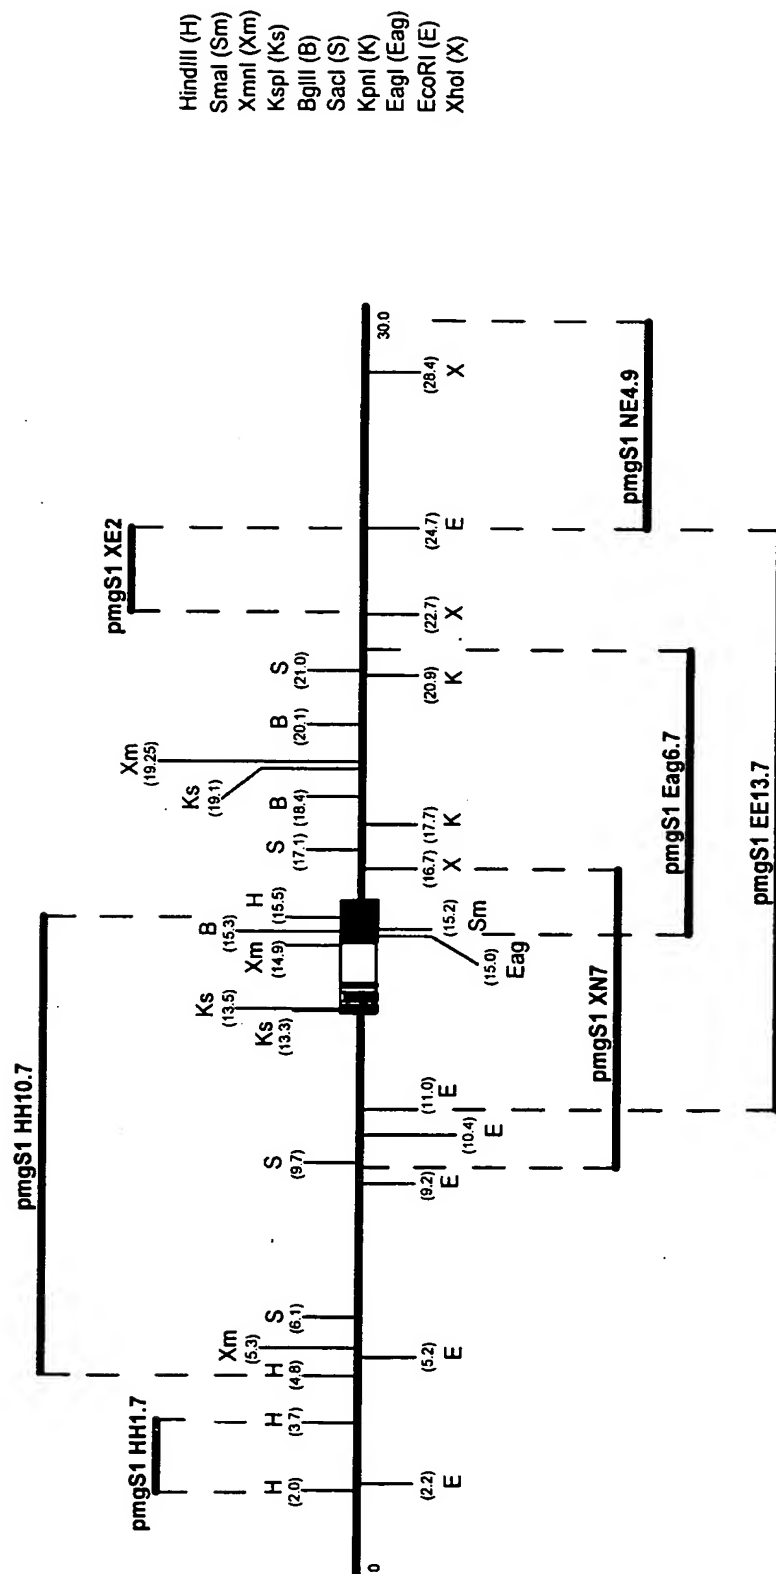 HindIII (H)
SmaI (Sm)
XmnI (Xm)
KspI (Ks)
BglII (B)
SacI (S)
KpnI (K)
EagI (Eag)
EcoRI (E)
XhoI (X)
pmgS1 HH10.7
pmgS1 HH1.7
pmgS1 XE2
H
(2.0)
H
(3.7)
H
(4.8)
Xm
(5.3)
S
(6.1)
S
(9.7)
Ks
(13.3)
Ks
(13.5)
Xm
(14.9)
B
(15.3)
H
(15.5)
S
(17.1)
B
(18.4)
Ks
(19.1)
Xm
(19.25)
B
(20.1)
S
(21.0)
0
30.0
(2.2)
E
(5.2)
E
(9.2)
E
(10.4)
E
(11.0)
E
(15.0)
Eag
(15.2)
Sm
(16.7)
X
(17.7)
K
(20.9)
K
(22.7)
X
(24.7)
E
(28.4)
X
pmgS1 XN7
pmgS1 NE4.9
pmgS1 Eag6.7
pmgS1 EE13.7